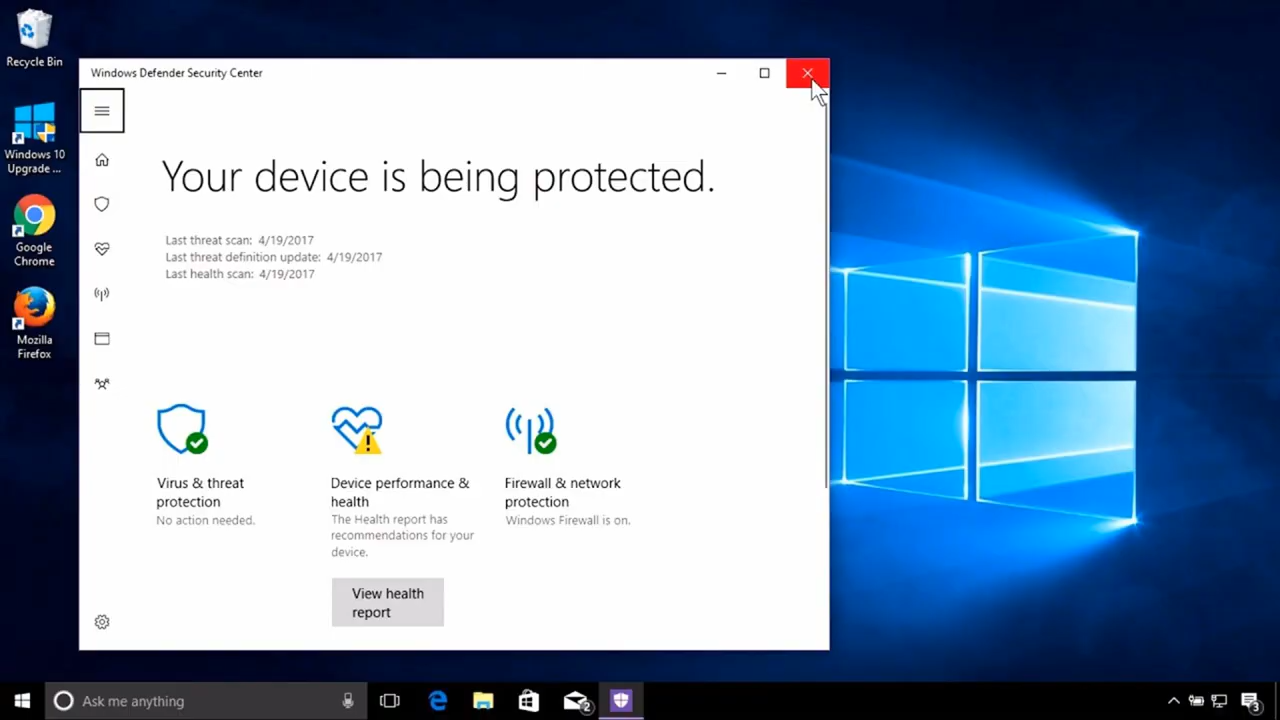 Recycle Bin
Windows 10
Upgrade ...
Google
Chrome
Mozilla
Firefox
Windows Defender Security Center
Your device is being protected.
Last threat scan: 4/19/2017
Last threat definition update: 4/19/2017
Last health scan: 4/19/2017
Virus & threat
protection
No action needed.
Device performance &
health
The Health report has
recommendations for your
device.
View health
report
Firewall & network
protection
Windows Firewall is on.
Ask me anything
2
3